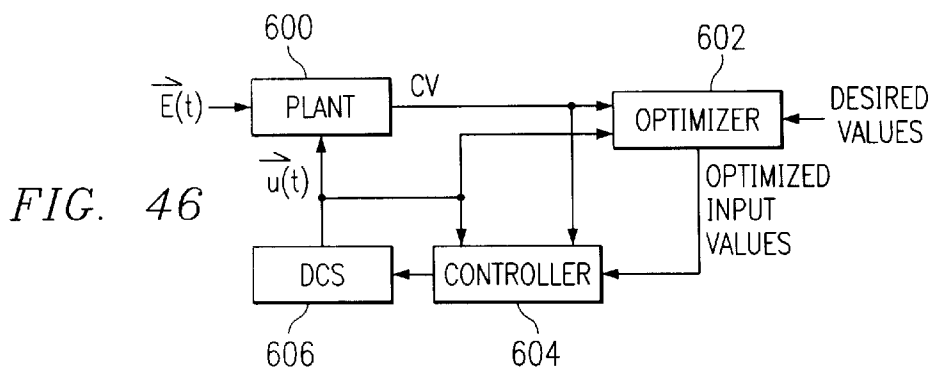 600
602
E(t)
PLANT
CV
OPTIMIZER
DESIRED
VALUES
u(t)
OPTIMIZED
INPUT
VALUES
FIG. 46
DCS
CONTROLLER
606
604